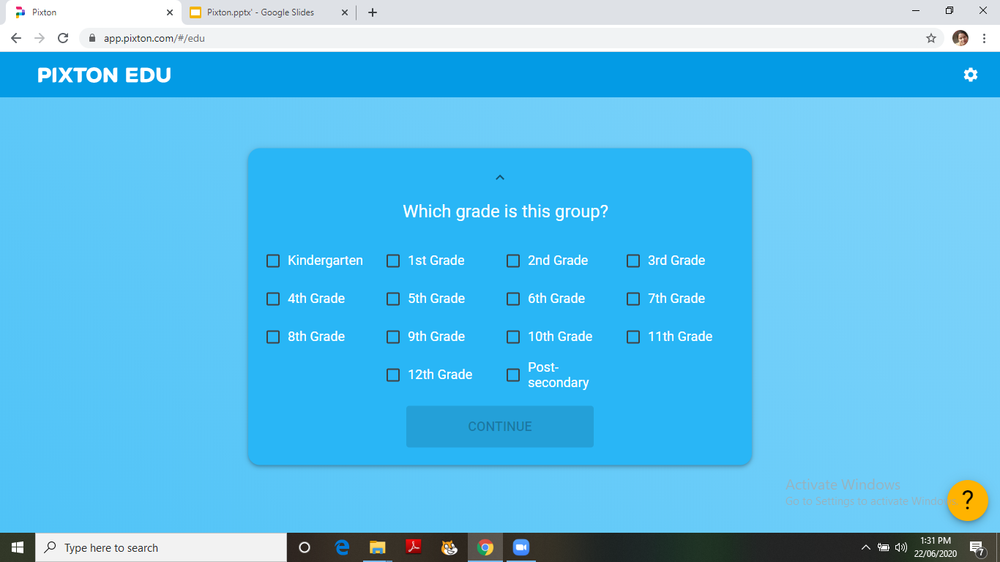 Pixton
Pixton.pptx' - Google Slides
app.pixton.com/#/edu
PIXTON EDU
Which grade is this group?
Kindergarten
1st Grade
2nd Grade
3rd Grade
4th Grade
5th Grade
6th Grade
7th Grade
8th Grade
9th Grade
10th Grade
11th Grade
12th Grade
Post-
secondary
CONTINUE
Activate Windows
Go to Settings to activate Windows.
?
Type here to search
1:31 PM
22/06/2020
7